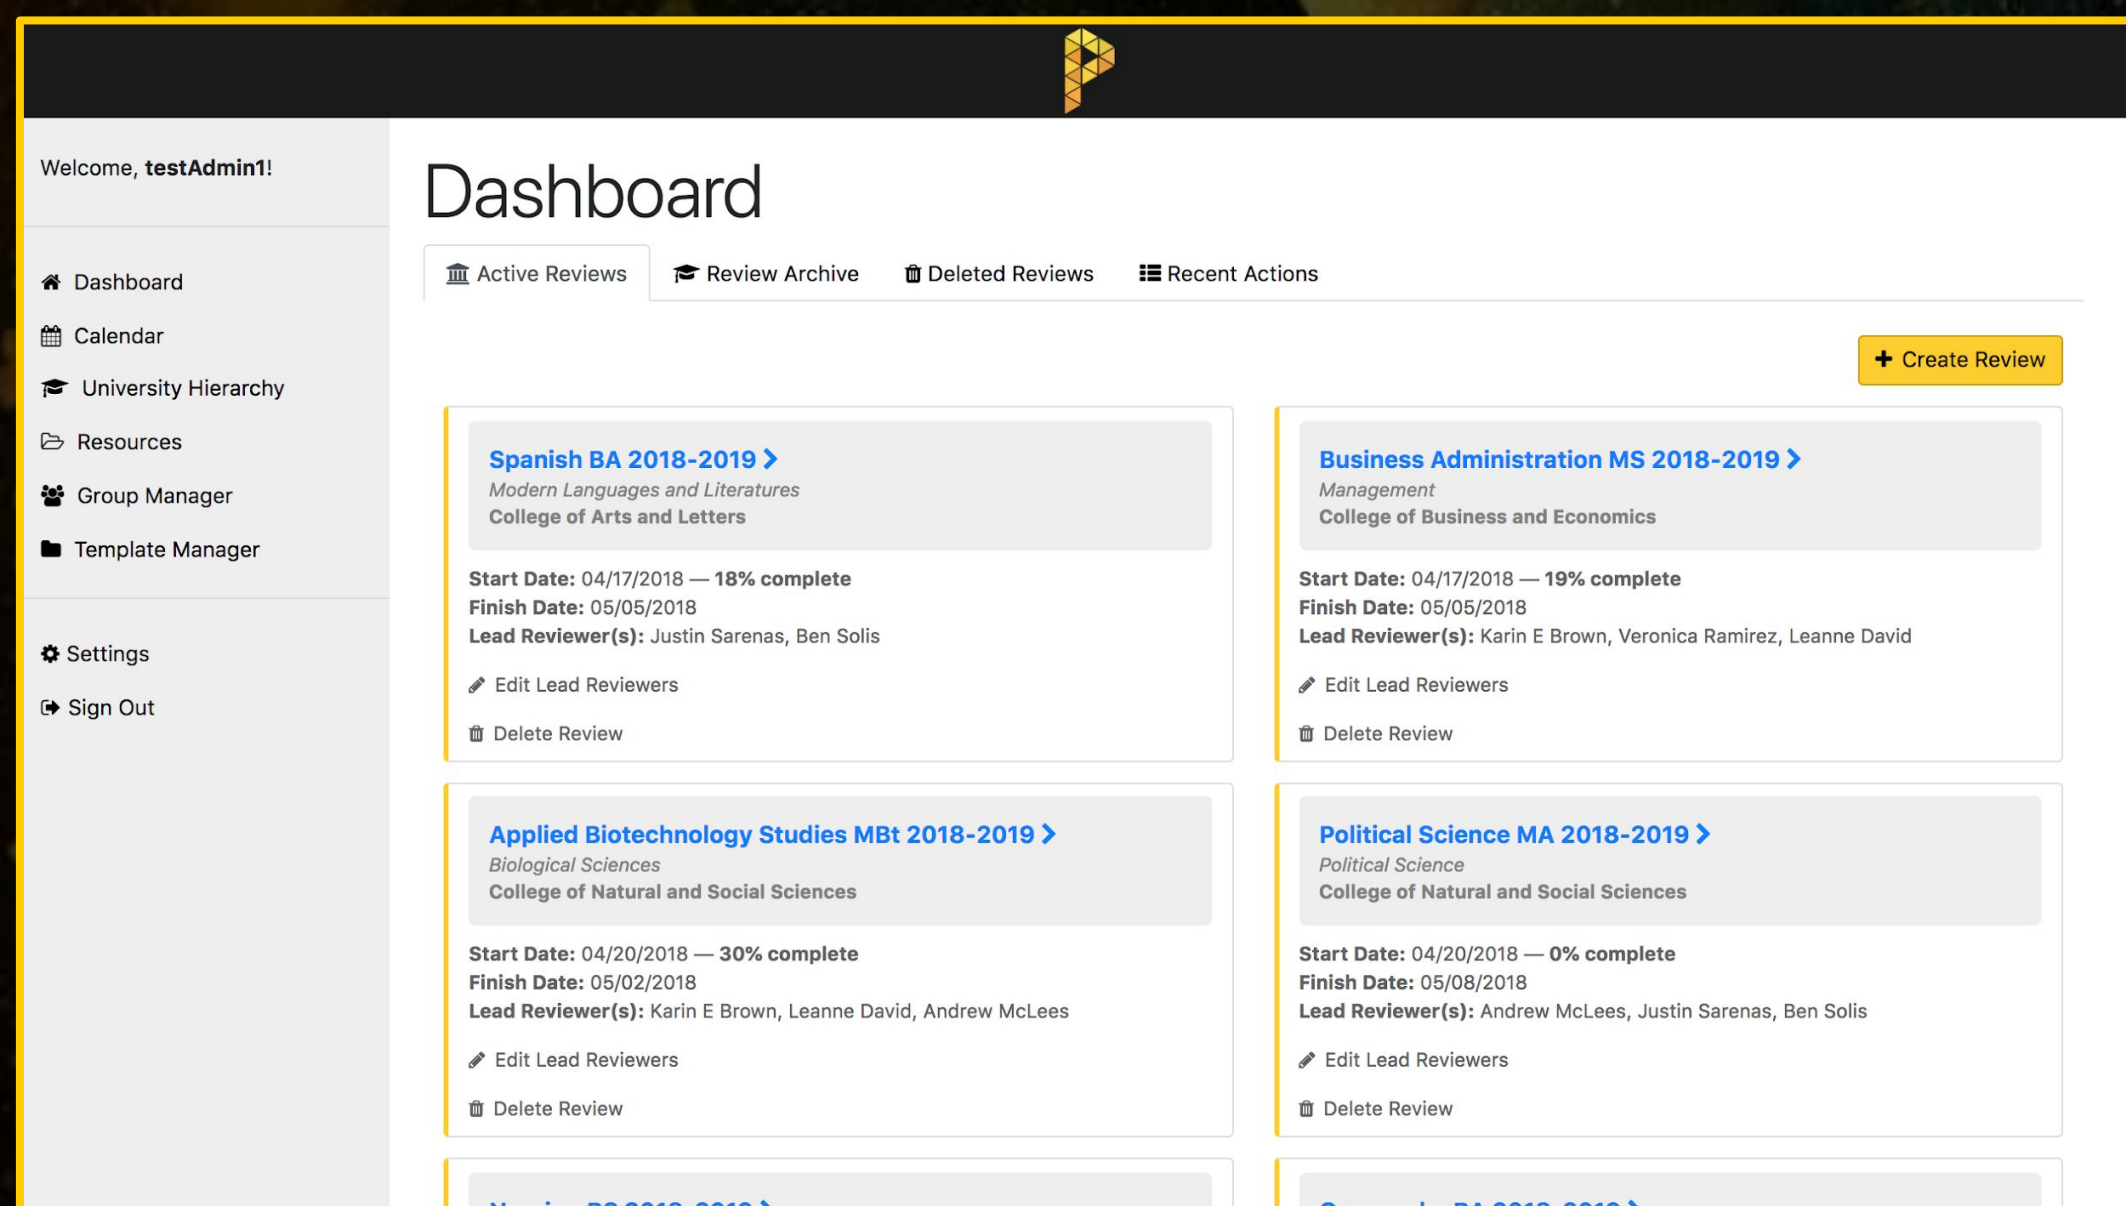 Welcome, testAdmin1!
Dashboard
Calendar
University Hierarchy
Resources
Group Manager
Template Manager
Settings
Sign Out
Dashboard
Active Reviews
Review Archive
Deleted Reviews
Recent Actions
Create Review
Spanish BA 2018-2019
Modern Languages and Literatures
College of Arts and Letters
Start Date: 04/17/2018 — 18% complete
Finish Date: 05/05/2018
Lead Reviewer(s): Justin Sarenas, Ben Solis
Edit Lead Reviewers
Delete Review
Business Administration MS 2018-2019
Management
College of Business and Economics
Start Date: 04/17/2018 — 19% complete
Finish Date: 05/05/2018
Lead Reviewer(s): Karin E Brown, Veronica Ramirez, Leanne David
Edit Lead Reviewers
Delete Review
Applied Biotechnology Studies MBt 2018-2019
Biological Sciences
College of Natural and Social Sciences
Start Date: 04/20/2018 — 30% complete
Finish Date: 05/02/2018
Lead Reviewer(s): Karin E Brown, Leanne David, Andrew McLees
Edit Lead Reviewers
Delete Review
Political Science MA 2018-2019
Political Science
College of Natural and Social Sciences
Start Date: 04/20/2018 — 0% complete
Finish Date: 05/08/2018
Lead Reviewer(s): Andrew McLees, Justin Sarenas, Ben Solis
Edit Lead Reviewers
Delete Review